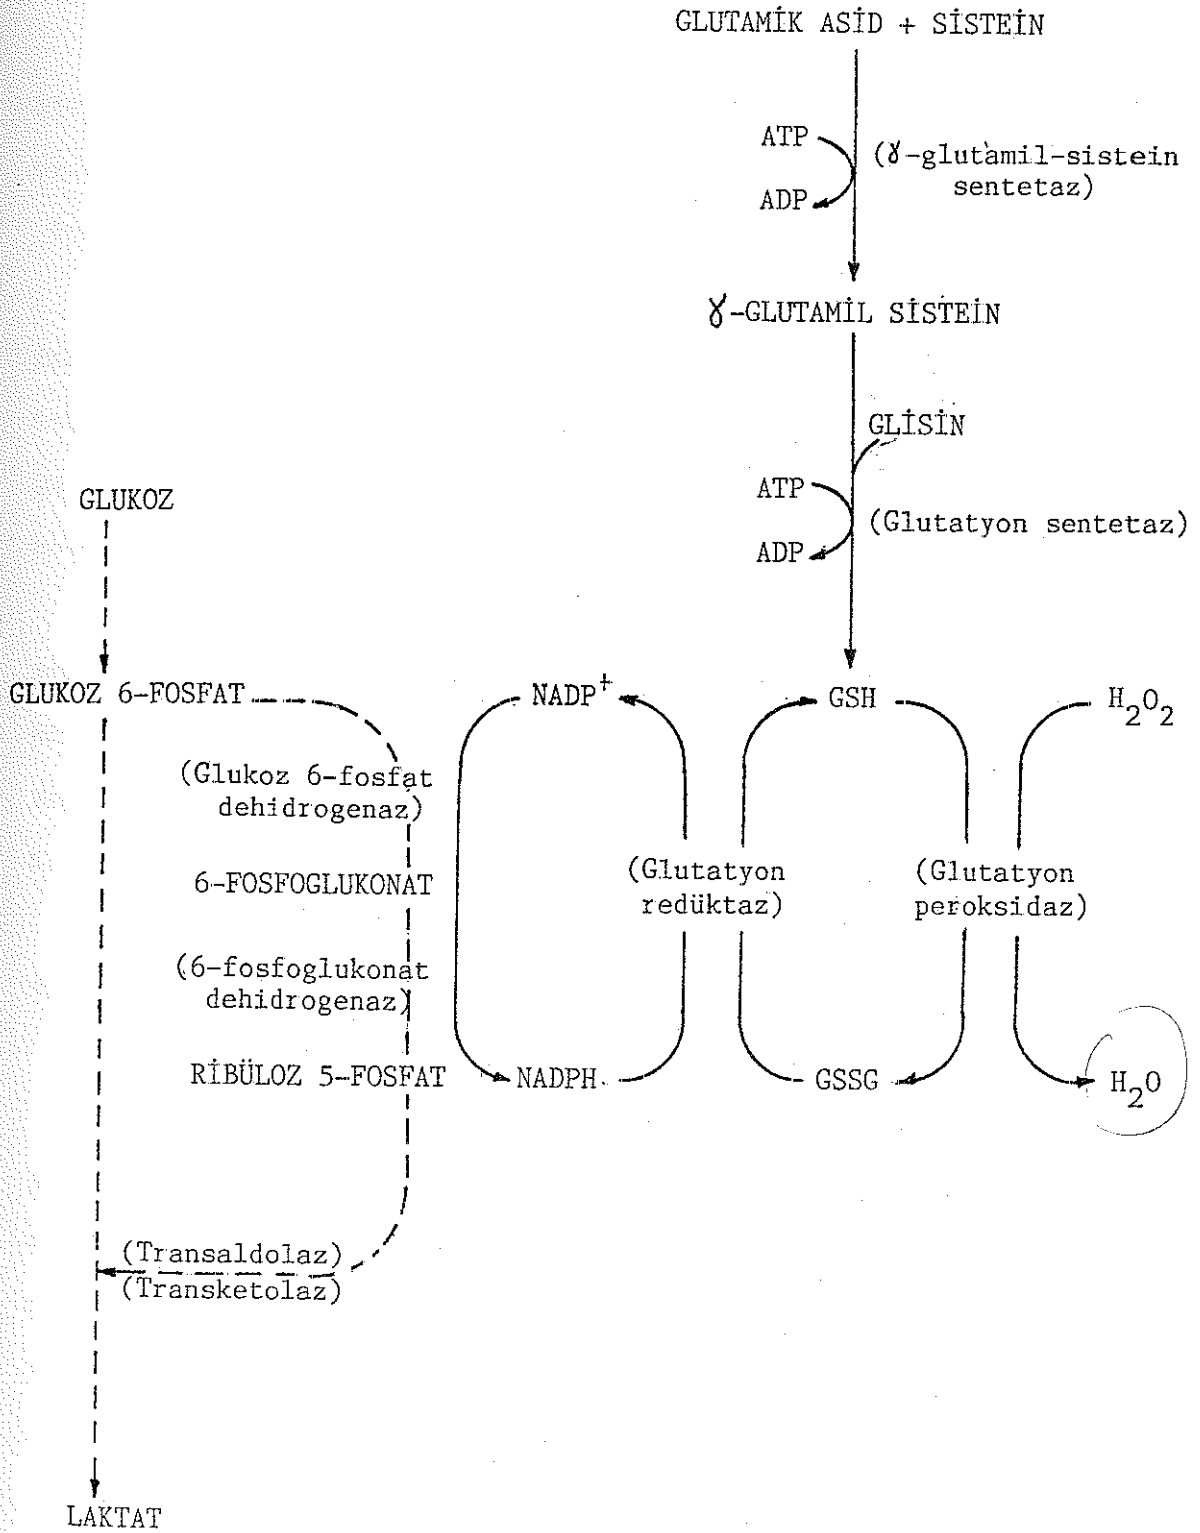 GLUTAMİK ASİD + SİSTEİN
ATP
(γ-glutamil-sistein
sentetaz)
ADP
γ-GLUTAMİL SİSTEİN
GLİSİN
ATP
(Glutatyon sentetaz)
ADP
GLUKOZ
GLUKOZ 6-FOSFAT
NADP+
GSH
H2O2
(Glukoz 6-fosfat
dehidrogenaz)
6-FOSFOGLUKONAT
(Glutatyon
redüktaz)
(Glutatyon
peroksidaz)
(6-fosfoglukonat
dehidrogenaz)
RİBÜLOZ 5-FOSFAT
NADPH
GSSG
H2O
(Transaldolaz)
(Transketolaz)
LAKTAT